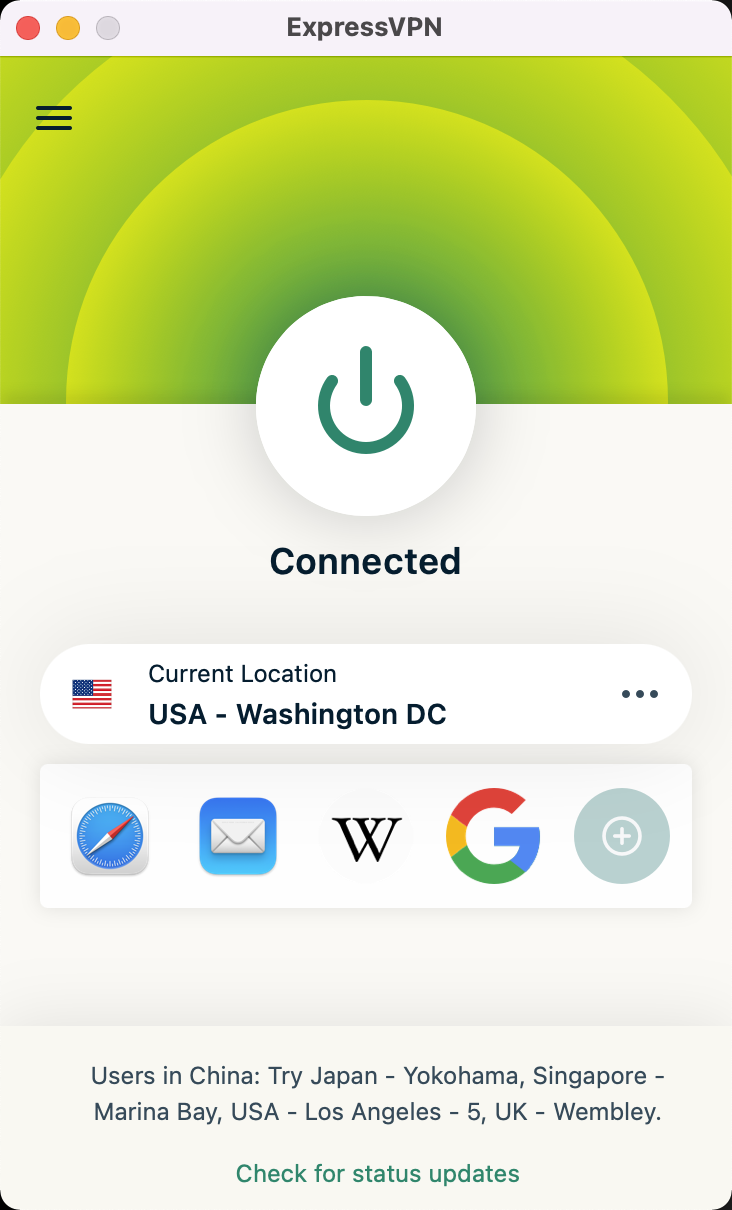 ExpressVPN
Connected
Current Location
USA - Washington DC
W
Users in China: Try Japan - Yokohama, Singapore -
Marina Bay, USA - Los Angeles - 5, UK - Wembley.
Check for status updates